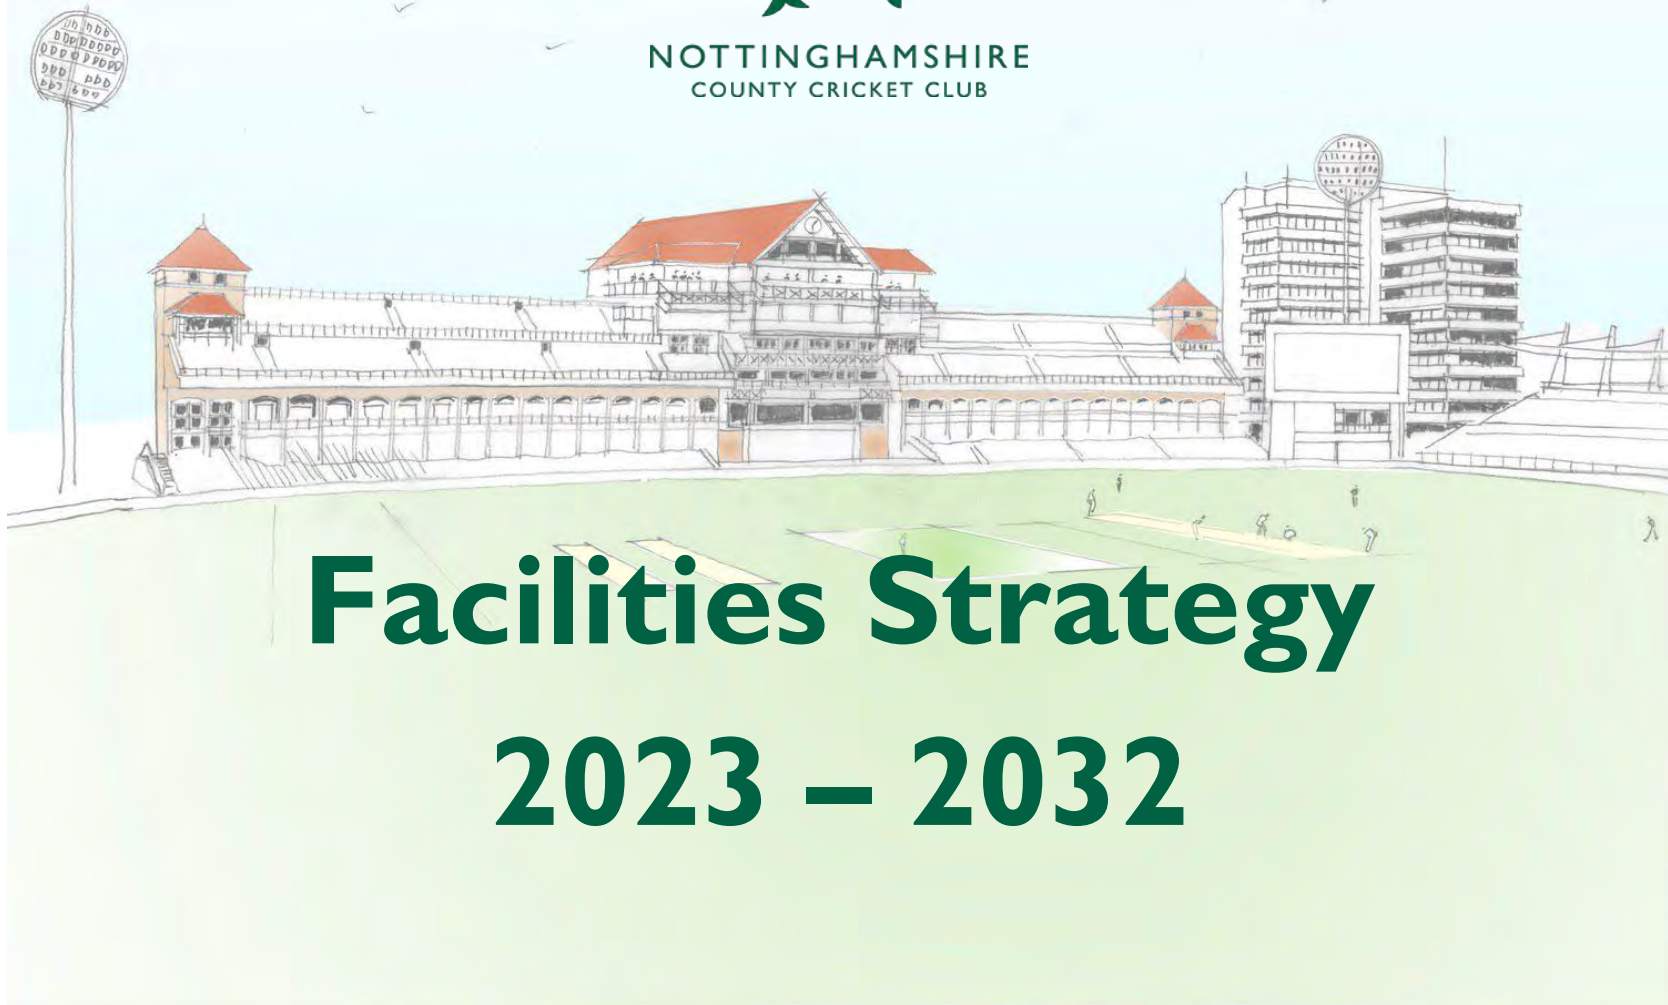 NOTTINGHAMSHIRE
COUNTY CRICKET CLUB
Facilities Strategy
2023 – 2032